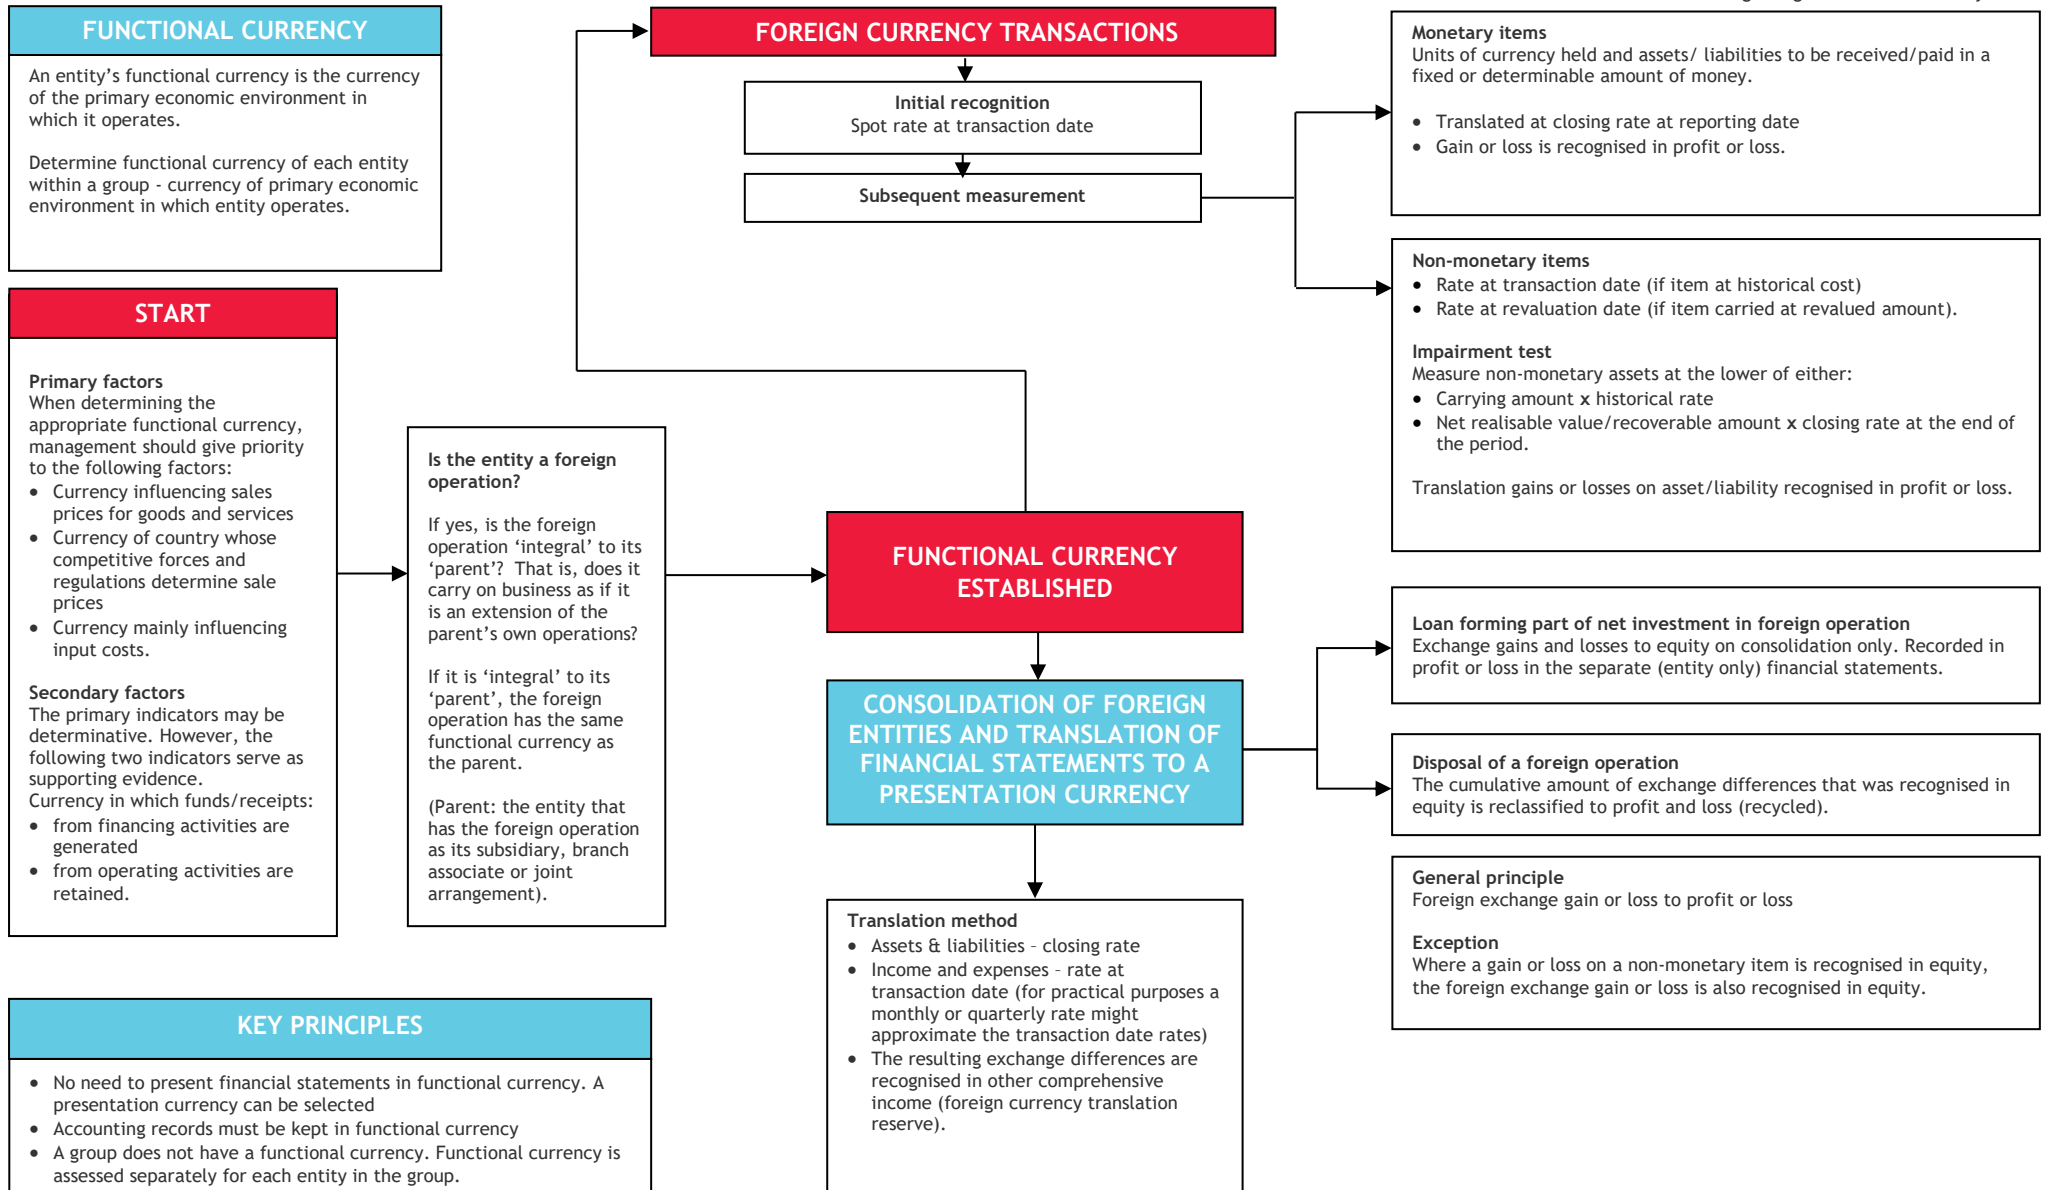 FUNCTIONAL CURRENCY
An entity’s functional currency is the currency
of the primary economic environment in
which it operates.
Determine functional currency of each entity
within a group - currency of primary economic
environment in which entity operates.
START
Primary factors
When determining the
appropriate functional currency,
management should give priority
to the following factors:
• Currency influencing sales
prices for goods and services
• Currency of country whose
competitive forces and
regulations determine sale
prices
• Currency mainly influencing
input costs.
Secondary factors
The primary indicators may be
determinative. However, the
following two indicators serve as
supporting evidence.
Currency in which funds/receipts:
• from financing activities are
generated
• from operating activities are
retained.
Is the entity a foreign
operation?
If yes, is the foreign
operation ‘integral’ to its
‘parent’? That is, does it
carry on business as if it
is an extension of the
parent’s own operations?
If it is ‘integral’ to its
‘parent’, the foreign
operation has the same
functional currency as
the parent.
(Parent: the entity that
has the foreign operation
as its subsidiary, branch
associate or joint
arrangement).
KEY PRINCIPLES
• No need to present financial statements in functional currency. A
presentation currency can be selected
• Accounting records must be kept in functional currency
• A group does not have a functional currency. Functional currency is
assessed separately for each entity in the group.
FOREIGN CURRENCY TRANSACTIONS
Initial recognition
Spot rate at transaction date
Subsequent measurement
FUNCTIONAL CURRENCY
ESTABLISHED
CONSOLIDATION OF FOREIGN
ENTITIES AND TRANSLATION OF
FINANCIAL STATEMENTS TO A
PRESENTATION CURRENCY
Translation method
• Assets & liabilities – closing rate
• Income and expenses – rate at
transaction date (for practical purposes a
monthly or quarterly rate might
approximate the transaction date rates)
• The resulting exchange differences are
recognised in other comprehensive
income (foreign currency translation
reserve).
Monetary items
Units of currency held and assets/ liabilities to be received/paid in a
fixed or determinable amount of money.
• Translated at closing rate at reporting date
• Gain or loss is recognised in profit or loss.
Non-monetary items
• Rate at transaction date (if item at historical cost)
• Rate at revaluation date (if item carried at revalued amount).
Impairment test
Measure non-monetary assets at the lower of either:
• Carrying amount x historical rate
• Net realisable value/recoverable amount x closing rate at the end of
the period.
Translation gains or losses on asset/liability recognised in profit or loss.
Loan forming part of net investment in foreign operation
Exchange gains and losses to equity on consolidation only. Recorded in
profit or loss in the separate (entity only) financial statements.
Disposal of a foreign operation
The cumulative amount of exchange differences that was recognised in
equity is reclassified to profit and loss (recycled).
General principle
Foreign exchange gain or loss to profit or loss
Exception
Where a gain or loss on a non-monetary item is recognised in equity,
the foreign exchange gain or loss is also recognised in equity.